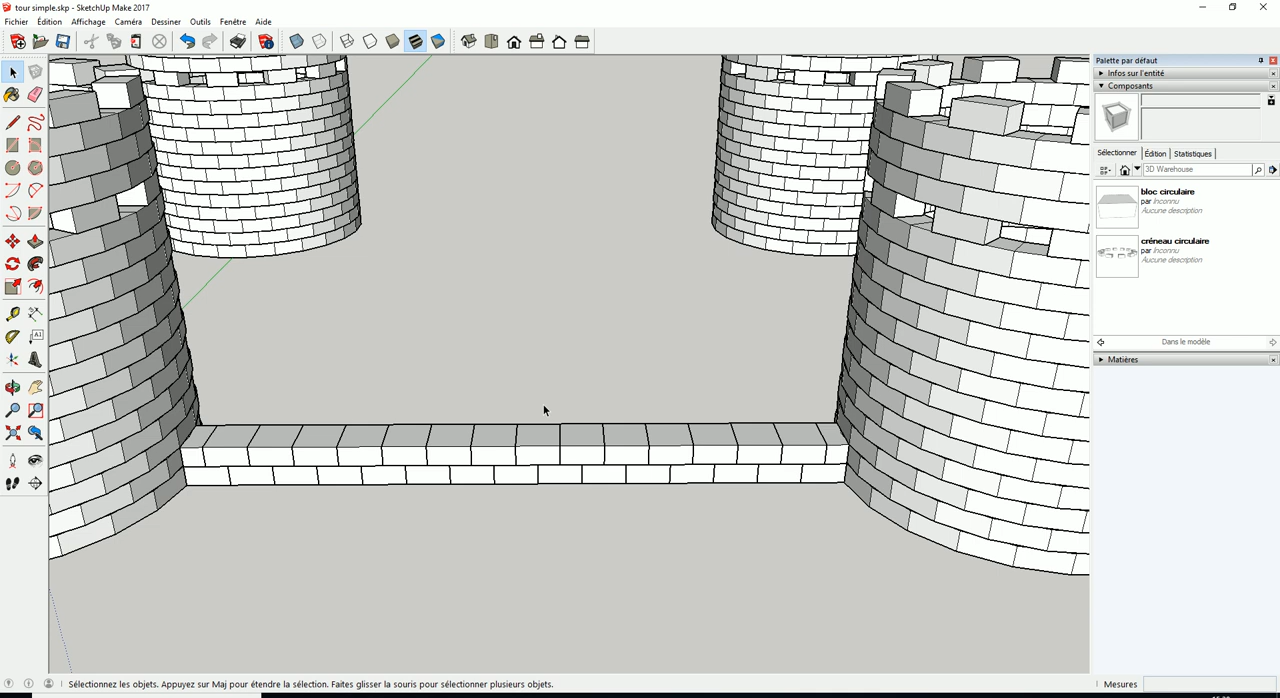 tour simple.skp - SketchUp Make 2017
Fichier Édition Affichage Caméra Dessiner Outils Fenêtre Aide
Palette par défaut
Infos sur l'entité
Composants
Sélectionner Édition Statistiques
3D Warehouse
bloc circulaire
par Inconnu
Aucune description
créneau circulaire
par Inconnu
Aucune description
Dans le modèle
Matières
Sélectionnez les objets. Appuyez sur Maj pour étendre la sélection. Faites glisser la souris pour sélectionner plusieurs objets.
Mesures